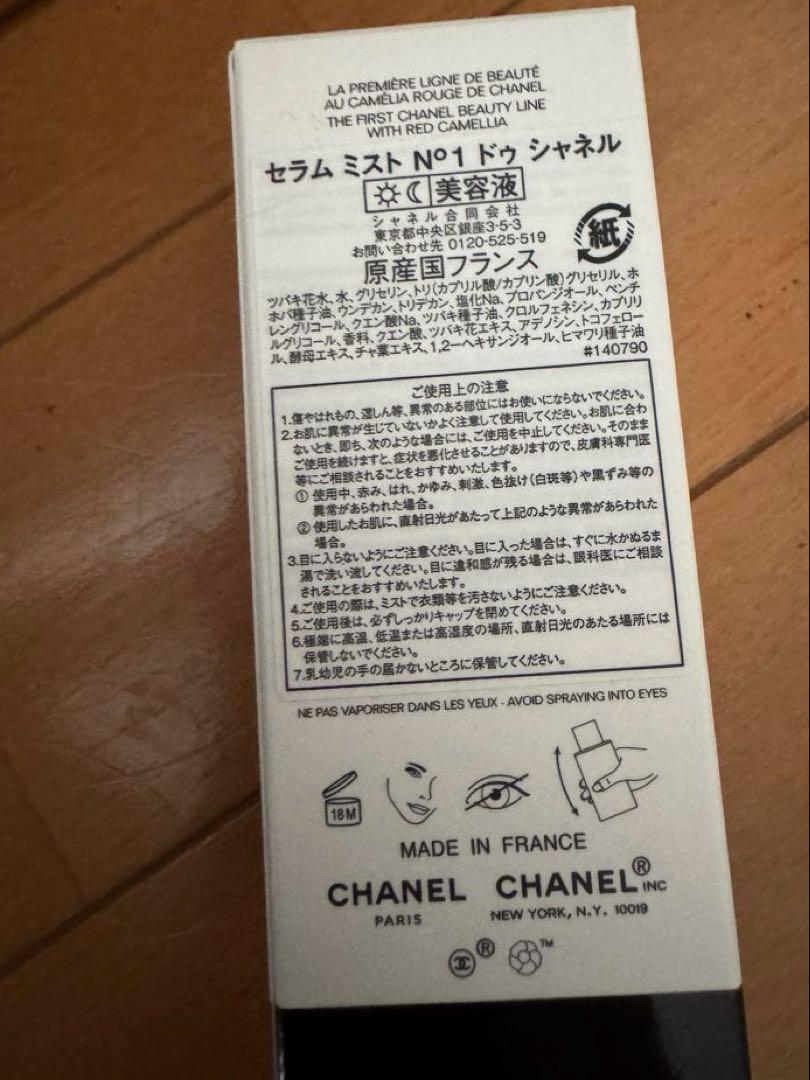 LA PREMIÈRE LIGNE DE BEAUTÉ
AU CAMÉLIA ROUGE DE CHANEL
THE FIRST CHANEL BEAUTY LINE
WITH RED CAMELLIA
セラム ミスト Nº1 ドゥ シャネル
美容液
シャネル合同会社
東京都中央区銀座3-5-3
お問い合わせ先 0120-525-519
紙
原産国フランス
ツバキ花水、水、グリセリン、トリ(カプリル酸/カプリン酸)グリセリル、ホ
ホバ種子油、ウンデカン、トリデカン、塩化Na、プロパンジオール、ペンチ
レングリコール、クエン酸Na、ツバキ種子油、クロルフェネシン、カプリリ
ルグリコール、香料、クエン酸、ツバキ花エキス、アデノシン、トコフェロー
ル、酵母エキス、チャ葉エキス、1,2-ヘキサンジオール、ヒマワリ種子油
#140790
ご使用上の注意
1.傷やはれもの、湿しん等、異常のある部位にはお使いにならないでください。
2.お肌に異常が生じていないかよく注意して使用してください。お肌に合わ
ないとき、即ち、次のような場合には、ご使用を中止してください。そのまま
ご使用を続けますと、症状を悪化させることがありますので、皮膚科専門医
等にご相談されることをおすすめいたします。
① 使用中、赤み、はれ、かゆみ、刺激、色抜け(白斑等)や黒ずみ等の
異常があらわれた場合。
② 使用したお肌に、直射日光があたって上記のような異常があらわれた
場合。
3.目に入らないようにご注意ください。目に入った場合は、すぐに水かぬるま
湯で洗い流してください。目に違和感が残る場合は、眼科医にご相談
されることをおすすめいたします。
4.ご使用の際は、ミストで衣類等を汚さないようにご注意ください。
5.ご使用後は、必ずしっかりキャップを閉めてください。
6.極端に高温、低温または高湿度の場所、直射日光のあたる場所には
保管しないでください。
7.乳幼児の手の届かないところに保管してください。
NE PAS VAPORISER DANS LES YEUX - AVOID SPRAYING INTO EYES
18M
MADE IN FRANCE
CHANEL CHANEL® INC
PARIS NEW YORK, N.Y. 10019
® ™